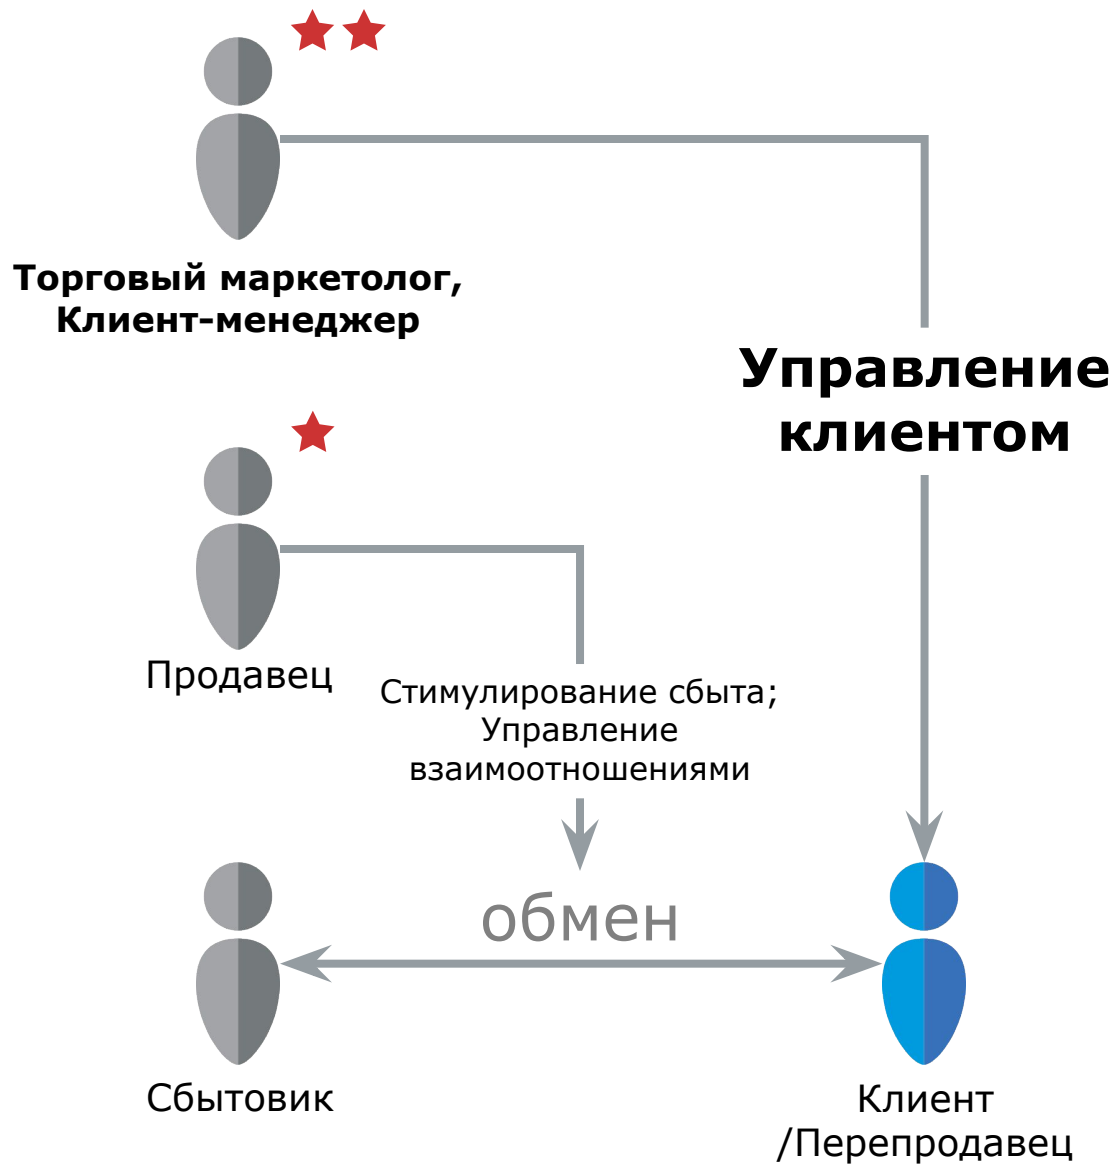 Торговый маркетолог,
Клиент-менеджер
Управление
клиентом
Продавец
Стимулирование сбыта;
Управление
взаимоотношениями
обмен
Сбытовик
Клиент
/Перепродавец